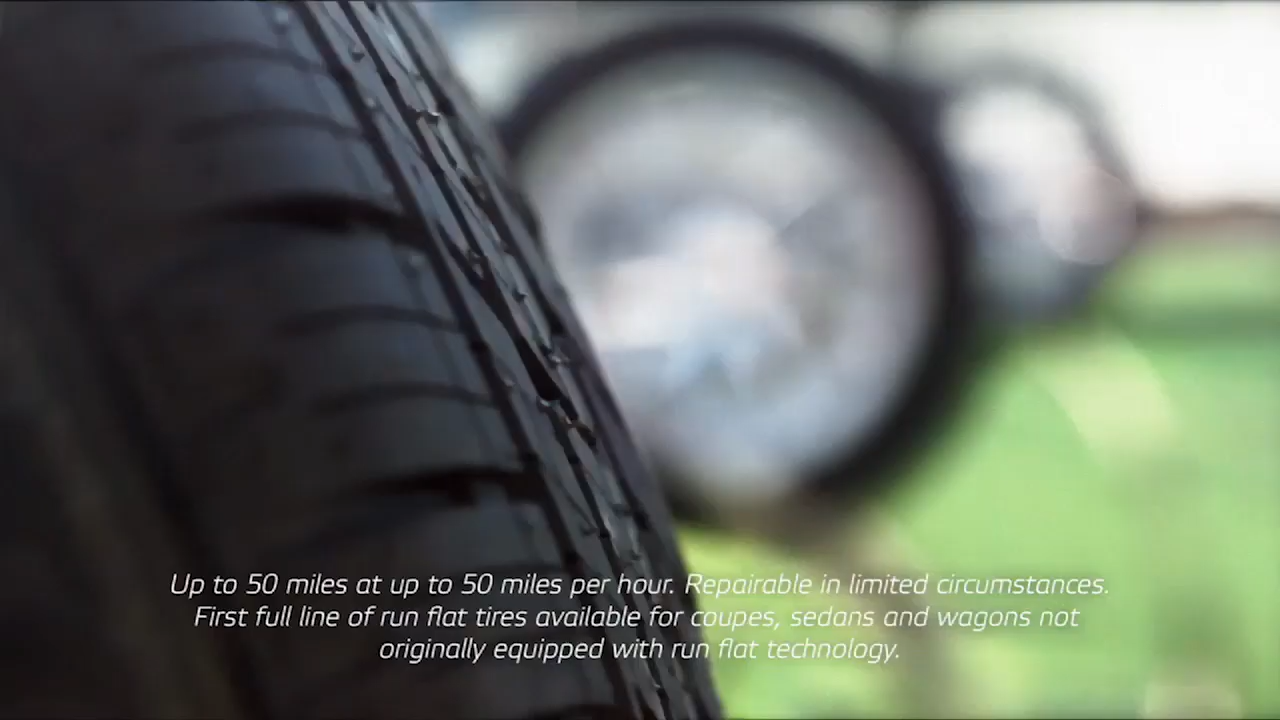 Up to 50 miles at up to 50 miles per hour. Repairable in limited circumstances.
First full line of run flat tires available for coupes, sedans and wagons not
originally equipped with run flat technology.